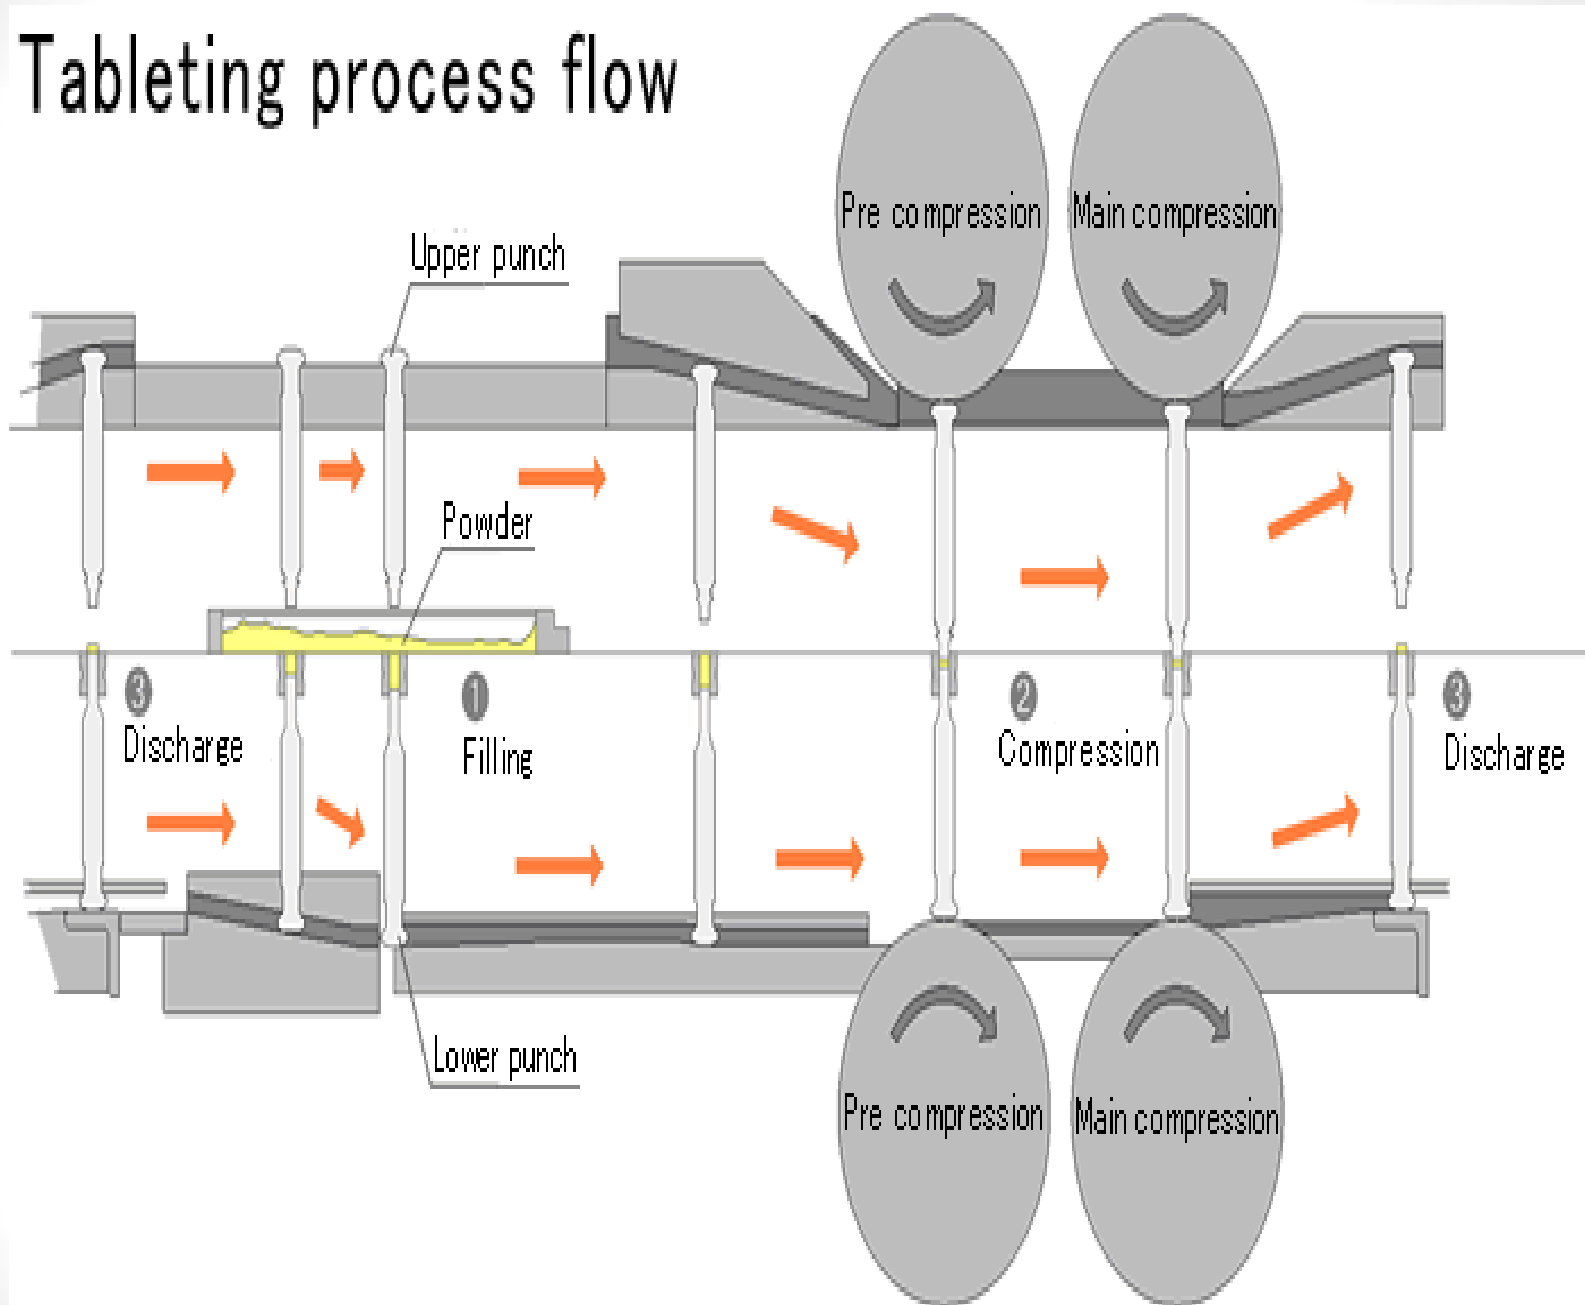 Tableting process flow
Pre compression
Main compression
Upper punch
Powder
③
Discharge
①
Filling
②
Compression
③
Discharge
Lower punch
Pre compression
Main compression